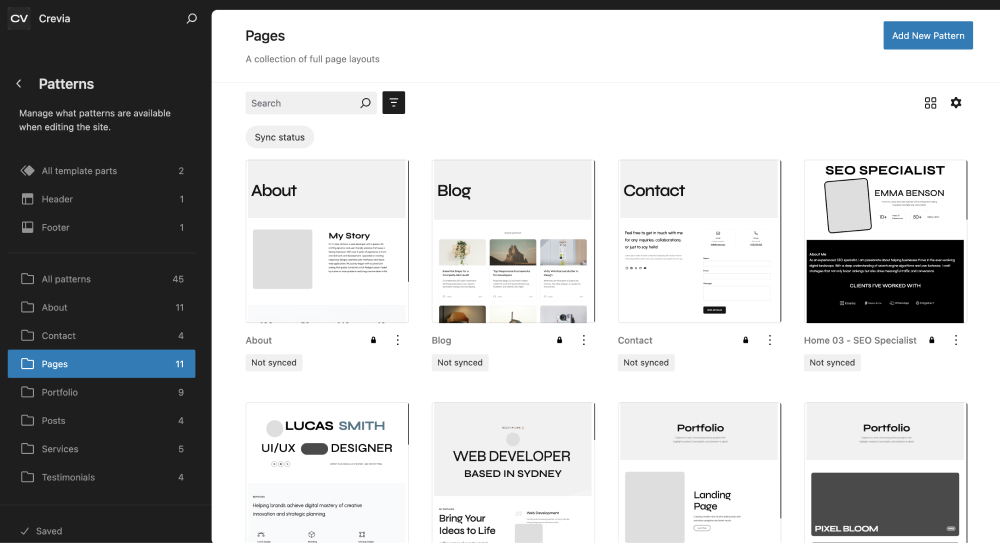 CV
Crevia
Patterns
Manage what patterns are available
when editing the site.
All template parts 2
Header 1
Footer 1
All patterns 45
About 11
Contact 4
Pages 11
Portfolio 9
Posts 4
Services 5
Testimonials 4
Saved
Pages
A collection of full page layouts
Add New Pattern
Search
Sync status
About
My Story
About
Not synced
Blog
Blog
Not synced
Contact
Feel free to get in touch with me
for any inquiries, collaborations,
or just to say hello!
Contact
Not synced
SEO SPECIALIST
EMMA BENSON
10+
50+
About Me
CLIENTS I'VE WORKED WITH
Home 03 - SEO Specialist
Not synced
LUCAS SMITH
UI/UX DESIGNER
Helping brands achieve digital mastery of creative
innovation and strategic planning.
WEB DEVELOPER
BASED IN SYDNEY
Bring Your
Ideas to Life
Web Development
Portfolio
Landing
Page
Portfolio
PIXEL BLOOM